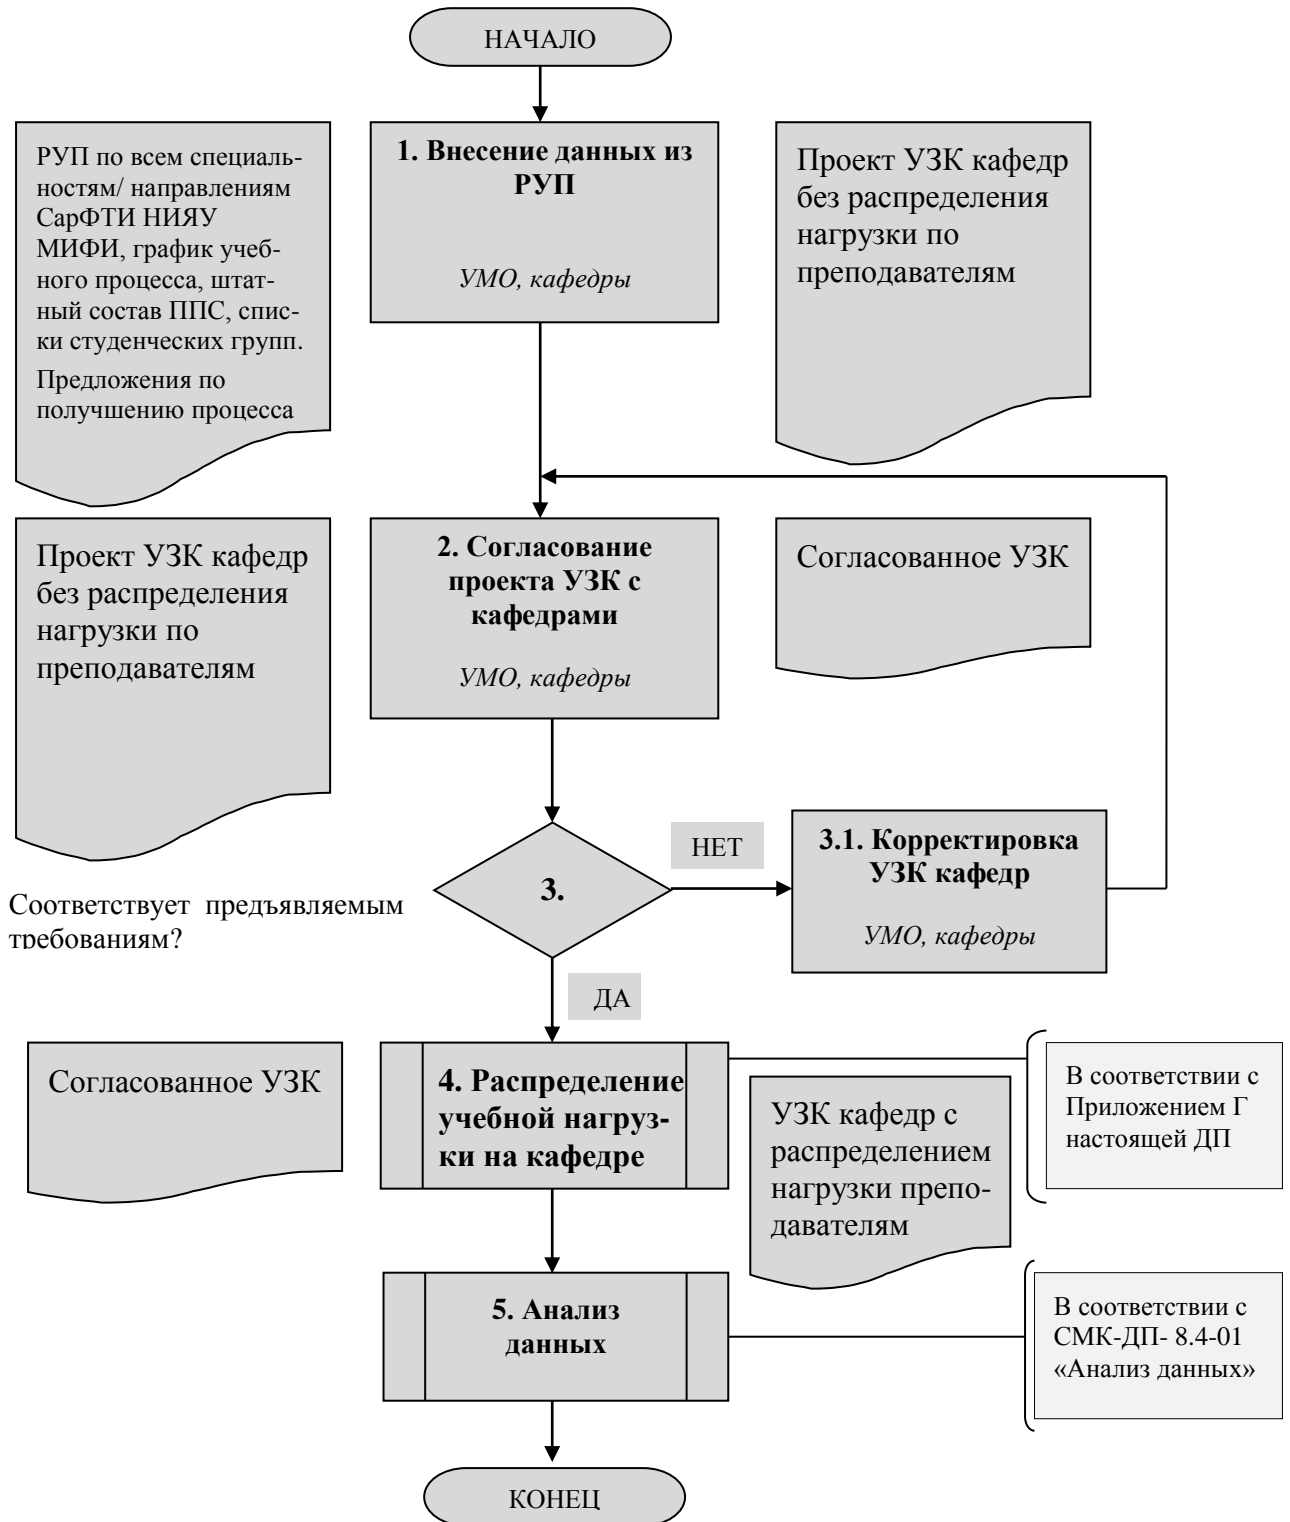 НАЧАЛО
РУП по всем специаль-
ностям/ направлениям
СарФТИ НИЯУ
МИФИ, график учеб-
ного процесса, штат-
ный состав ППС, спис-
ки студенческих групп.
Предложения по
получшению процесса
1. Внесение данных из
РУП
УМО, кафедры
Проект УЗК кафедр
без распределения
нагрузки по
преподавателям
Проект УЗК кафедр
без распределения
нагрузки по
преподавателям
2. Согласование
проекта УЗК с
кафедрами
УМО, кафедры
Согласованное УЗК
Соответствует предъявляемым
требованиям?
3.
НЕТ
3.1. Корректировка
УЗК кафедр
УМО, кафедры
ДА
Согласованное УЗК
4. Распределение
учебной нагруз-
ки на кафедре
УЗК кафедр с
распределением
нагрузки препо-
давателям
В соответствии с
Приложением Г
настоящей ДП
5. Анализ
данных
В соответствии с
СМК-ДП- 8.4-01
«Анализ данных»
КОНЕЦ